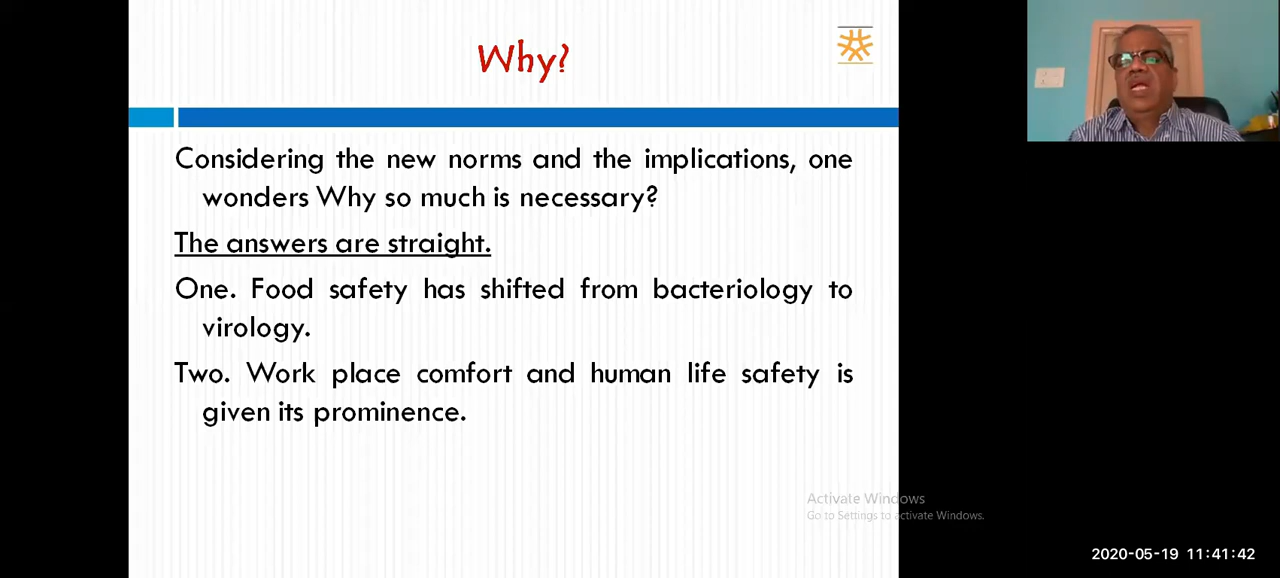 Why?
Considering the new norms and the implications, one
wonders Why so much is necessary?
The answers are straight.
One. Food safety has shifted from bacteriology to
virology.
Two. Work place comfort and human life safety is
given its prominence.
Activate Windows
Go to Settings to activate Windows.
2020-05-19 11:41:42